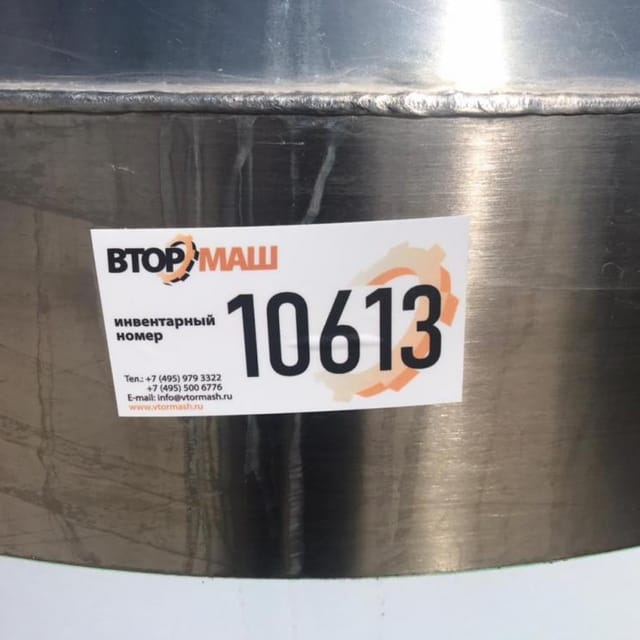 ВТОРМАШ
инвентарный
номер
10613
Тел.: +7 (495) 979 3322
+7 (495) 500 6776
E-mail: info@vtormash.ru
www.vtormash.ru